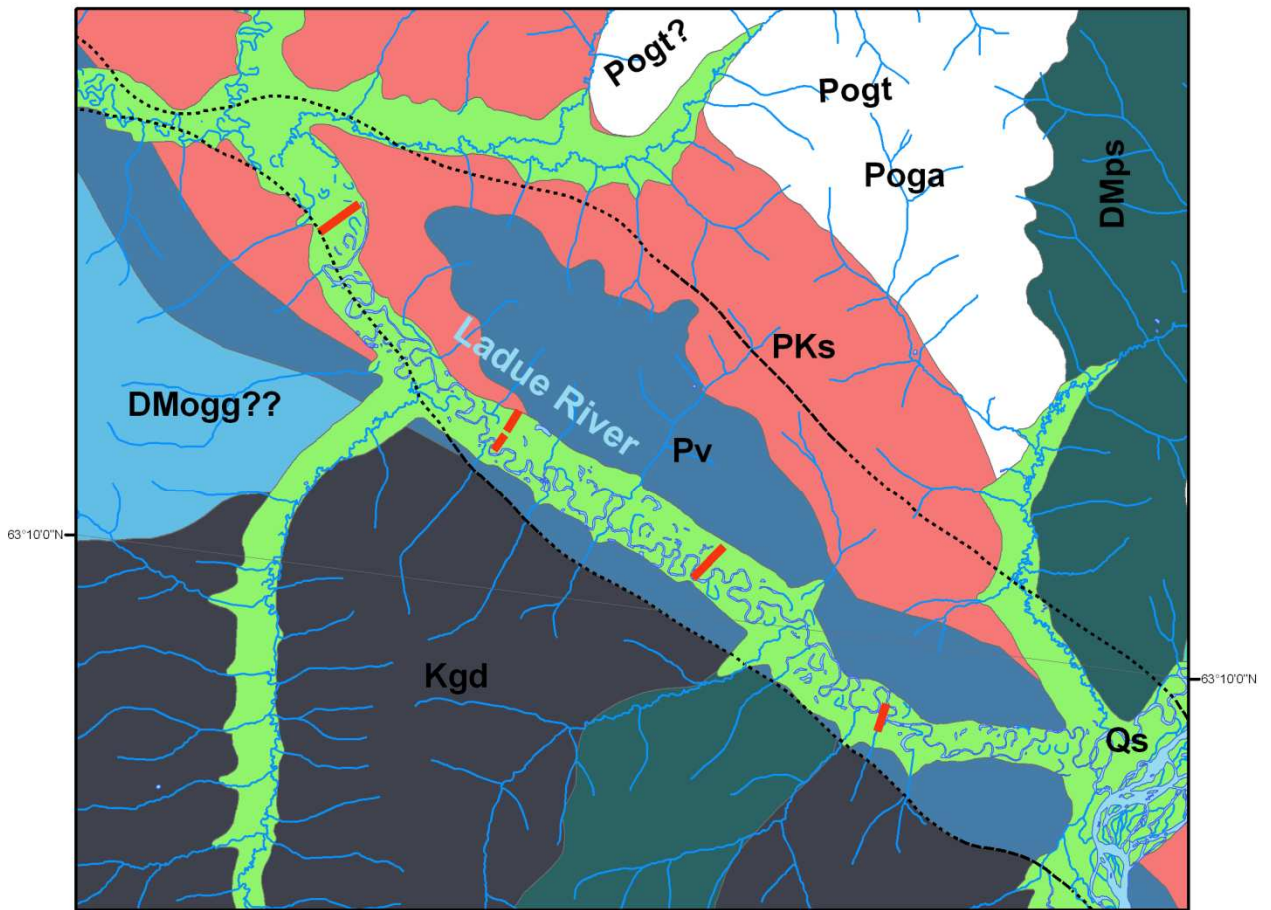 Pogt?
Pogt
Poga
DMps
PKs
Ladue River
DMogg??
Pv
63°10'0"N
Kgd
63°10'0"N
Qs